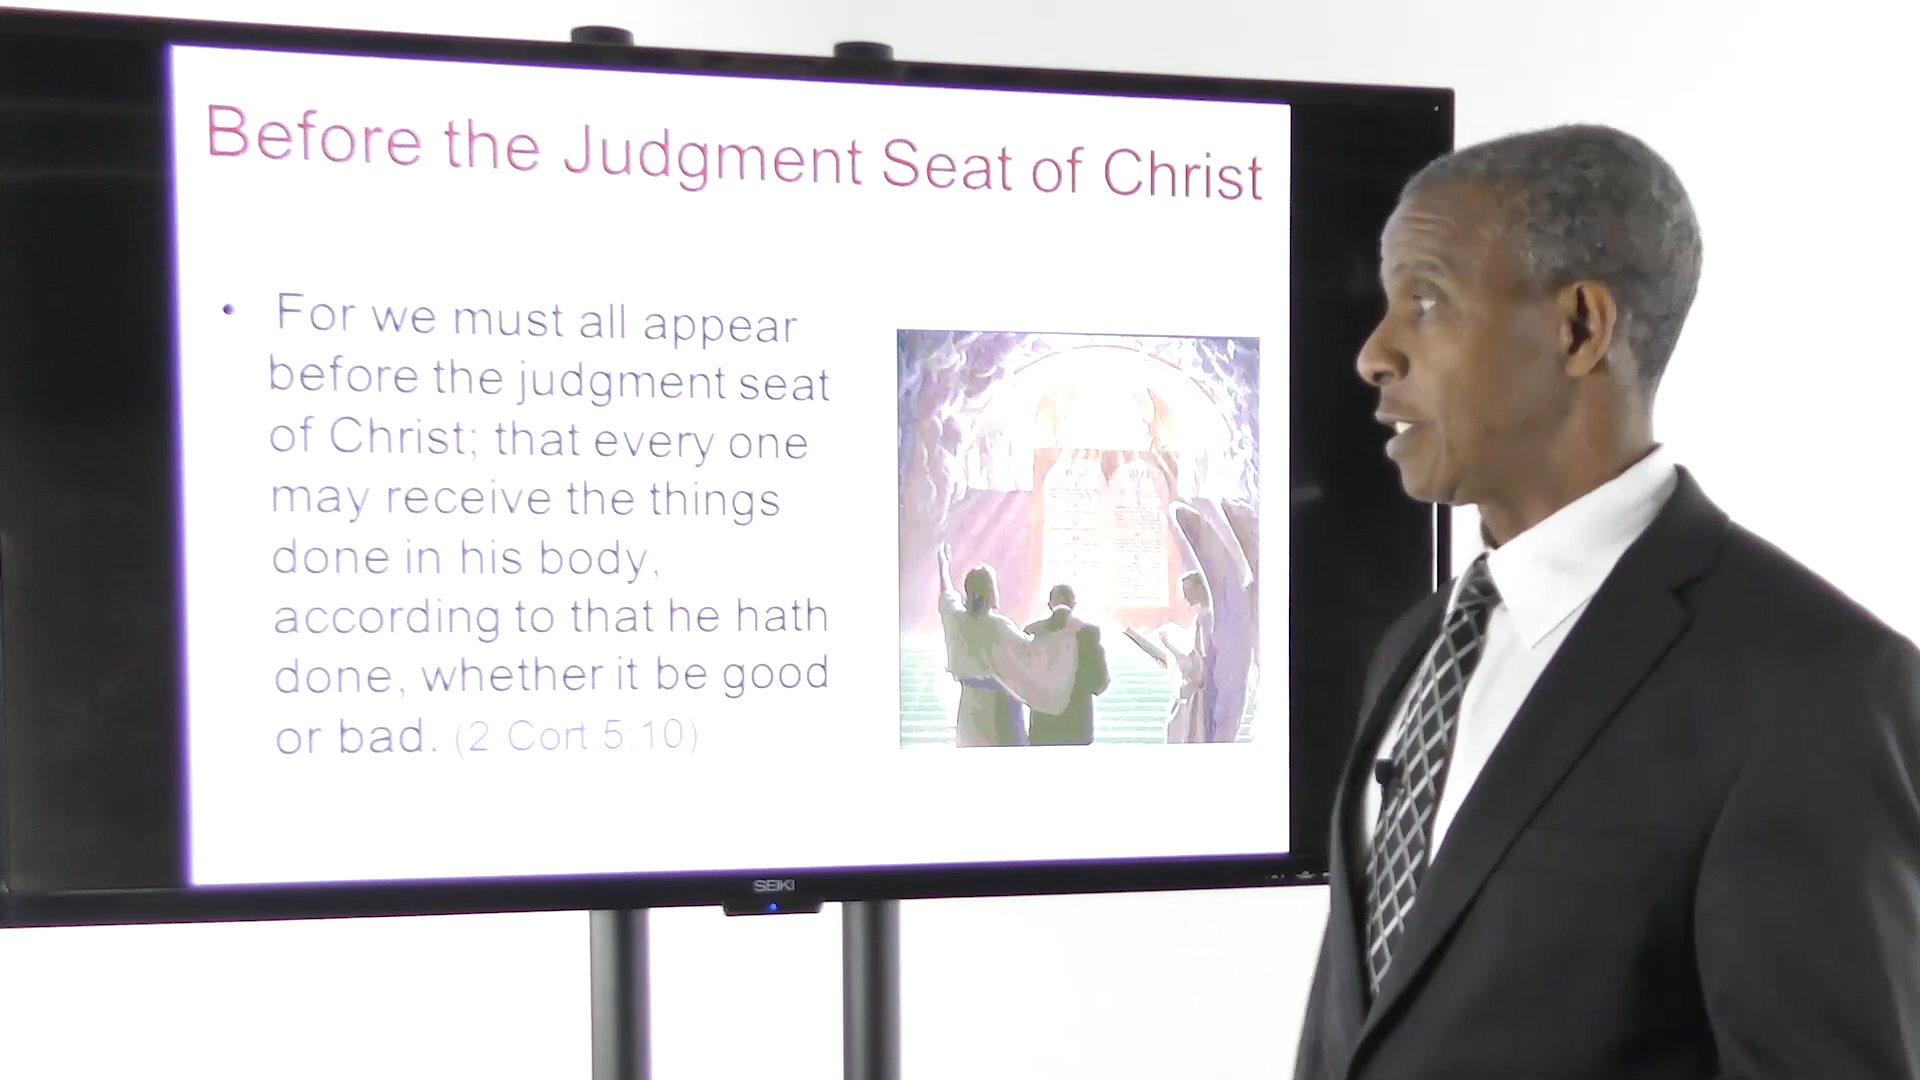 Before the Judgment Seat of Christ
• For we must all appear
before the judgment seat
of Christ; that every one
may receive the things
done in his body,
according to that he hath
done, whether it be good
or bad. (2 Cort 5:10)
SEIKI